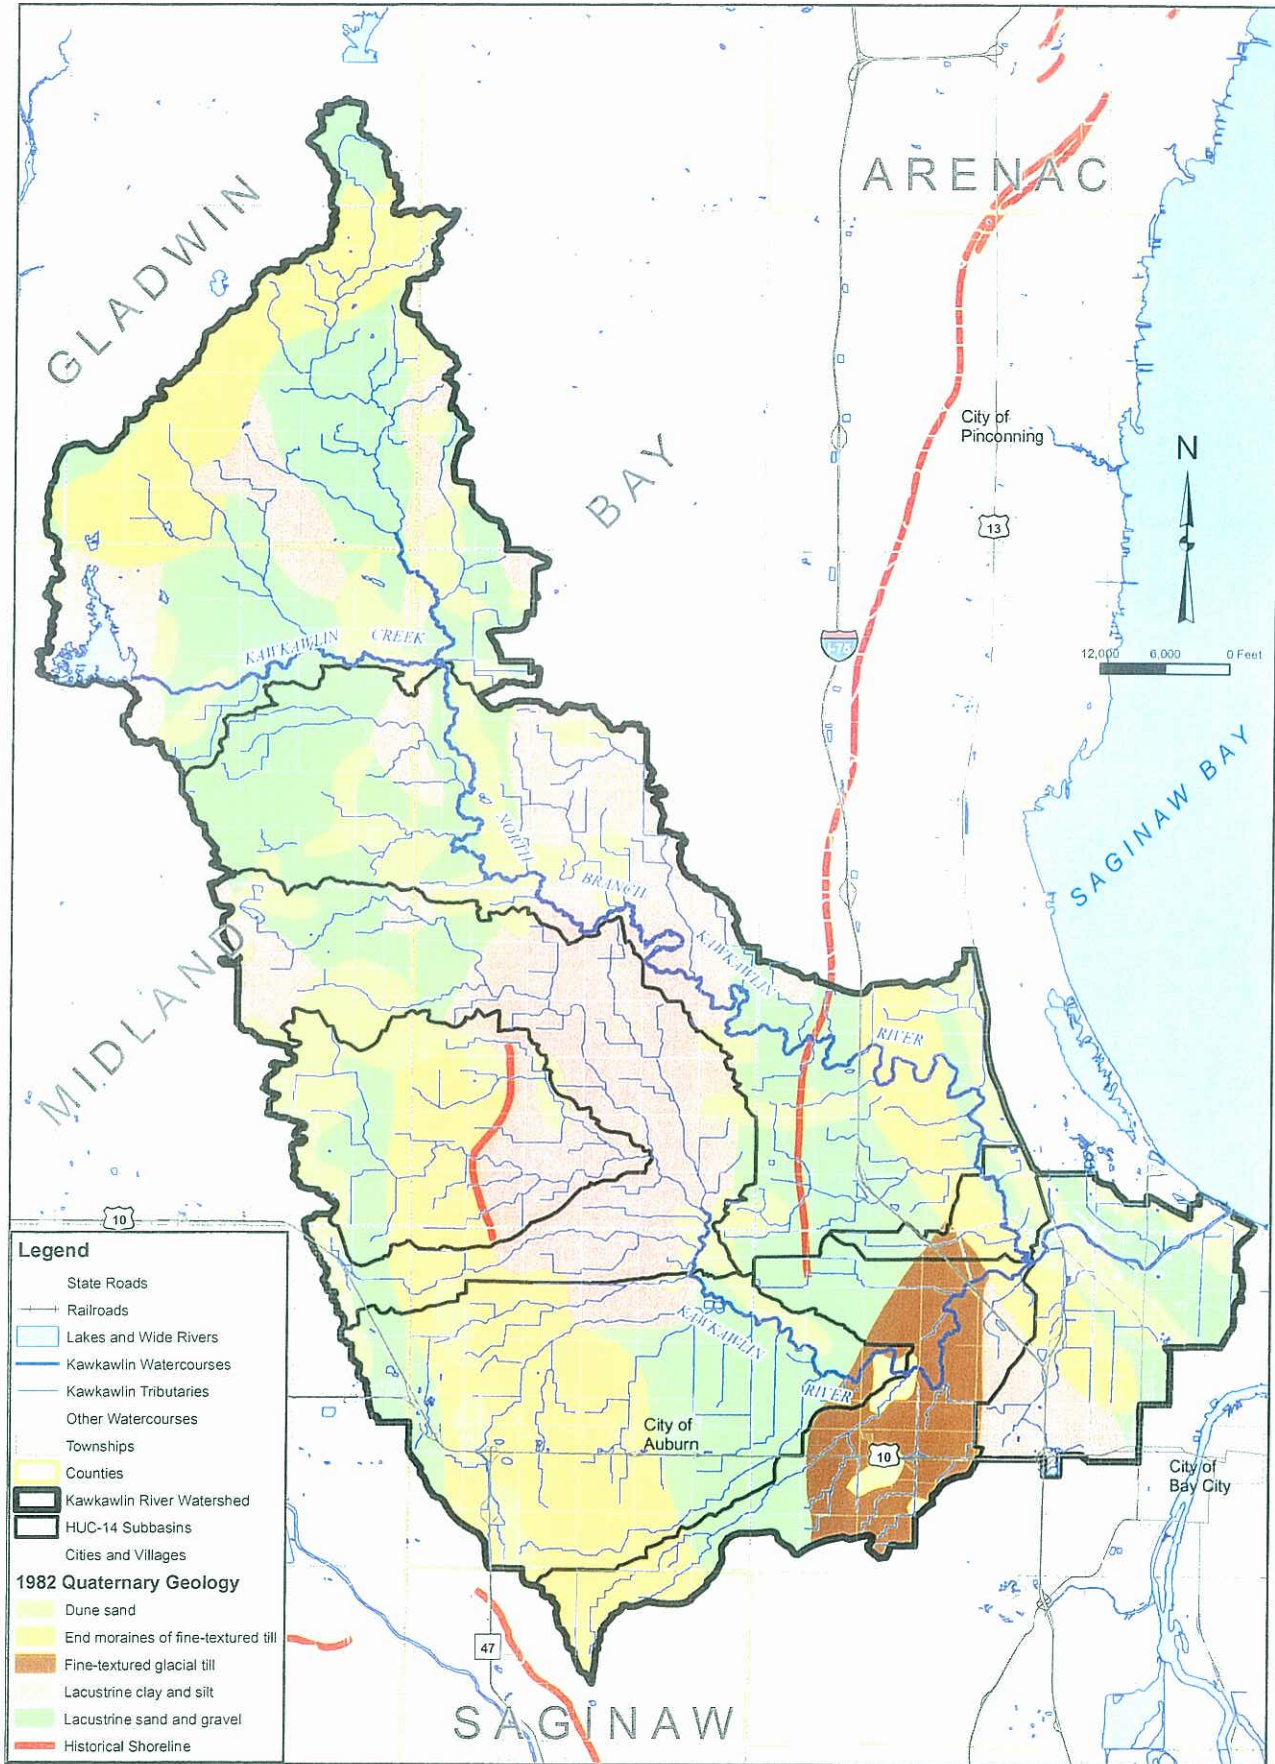 GLADWIN
ARENAC
BAY
City of
Pinconning
N
13
I-75
12,000 6,000 0 Feet
KAWKAWLIN CREEK
SAGINAW BAY
NORTH
BRANCH
KAWKAWLIN
RIVER
MIDLAND
10
KAWKAWLIN
RIVER
City of
Auburn
10
City of
Bay City
47
SAGINAW
Legend
State Roads
Railroads
Lakes and Wide Rivers
Kawkawlin Watercourses
Kawkawlin Tributaries
Other Watercourses
Townships
Counties
Kawkawlin River Watershed
HUC-14 Subbasins
Cities and Villages
1982 Quaternary Geology
Dune sand
End moraines of fine-textured till
Fine-textured glacial till
Lacustrine clay and silt
Lacustrine sand and gravel
Historical Shoreline